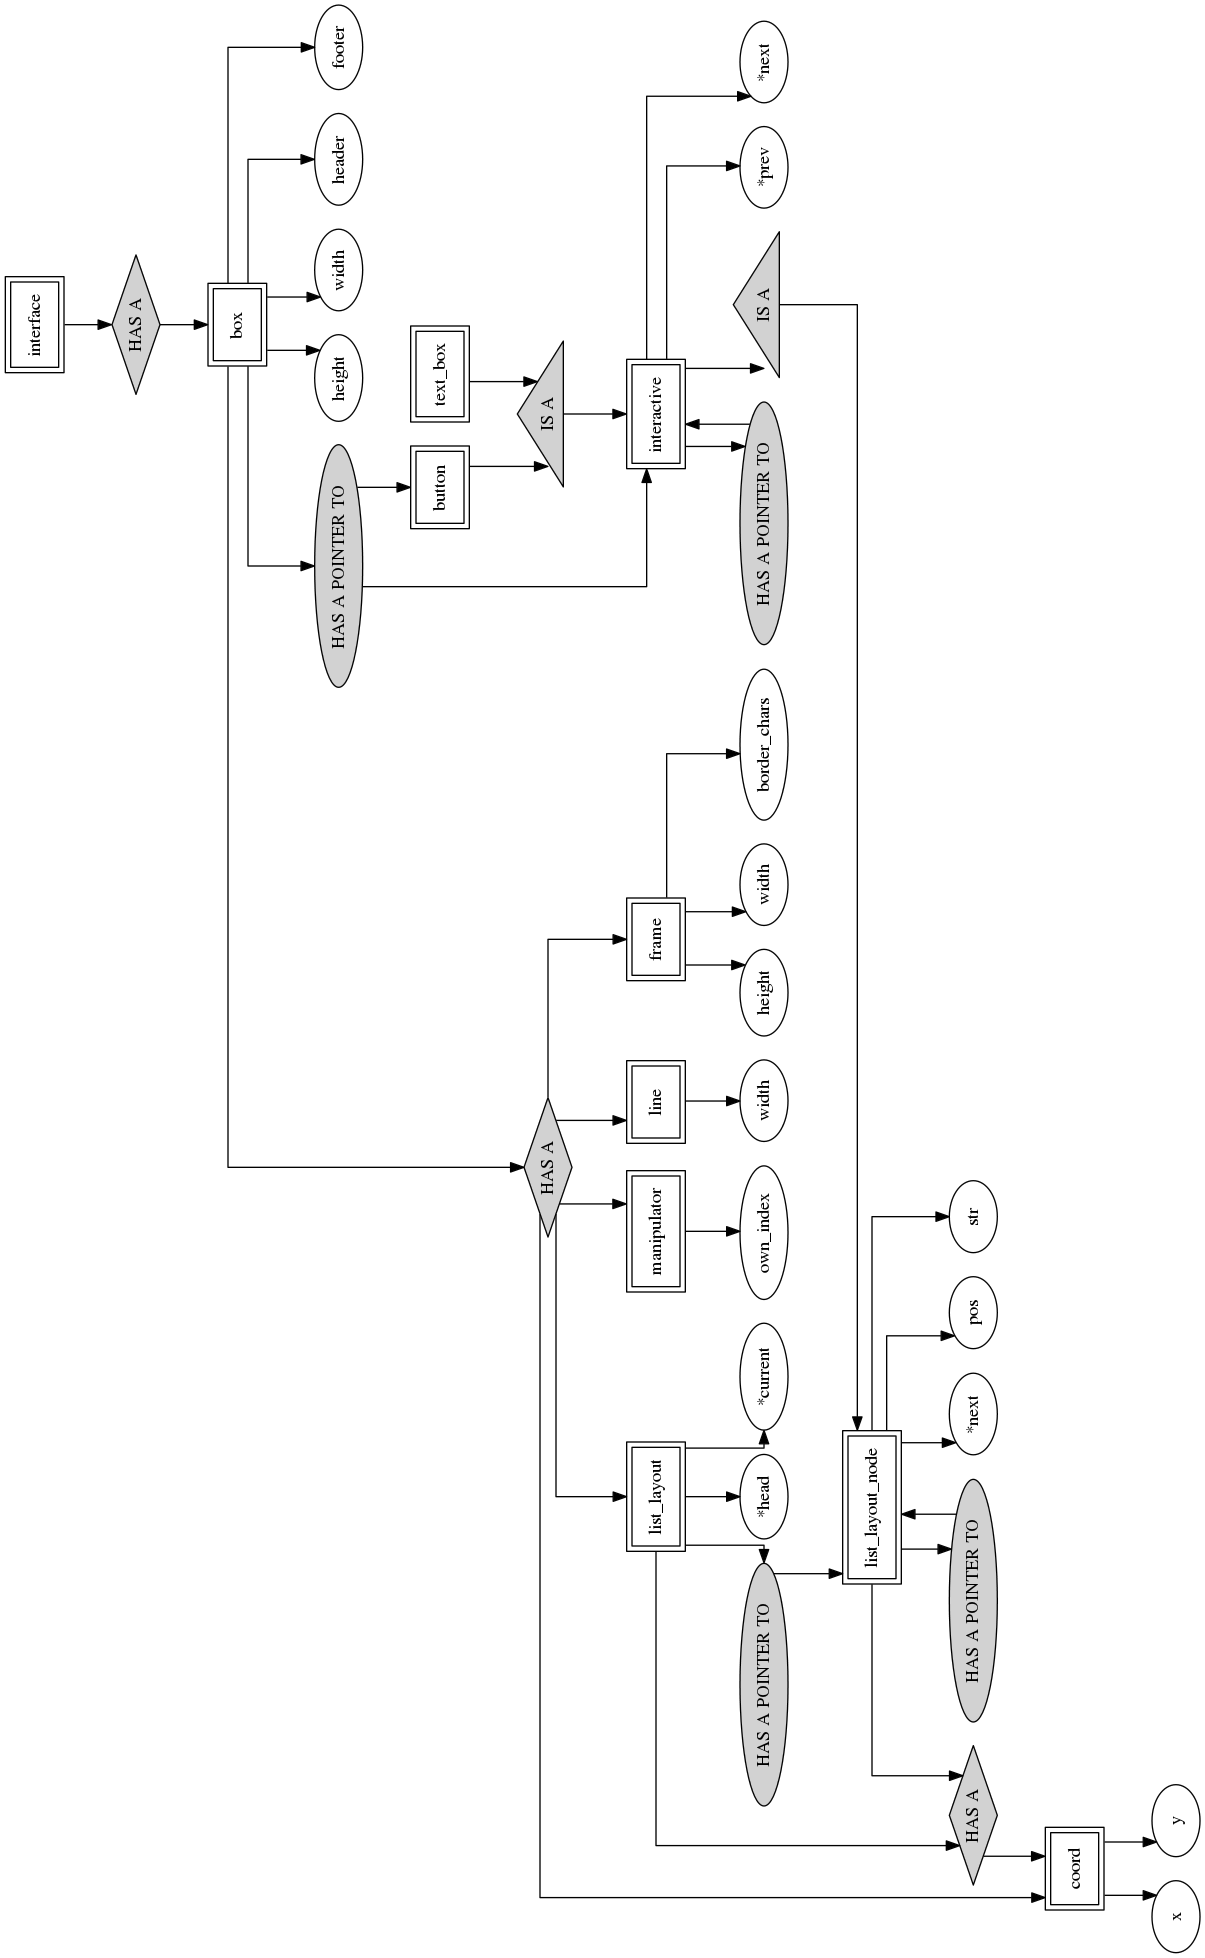 interface
HAS A
box
height
width
header
footer
HAS A POINTER TO
button
text_box
IS A
HAS A
list_layout
manipulator
line
frame
interactive
HAS A POINTER TO
*head
*current
own_index
width
height
width
border_chars
HAS A POINTER TO
IS A
*prev
*next
list_layout_node
HAS A
HAS A POINTER TO
*next
pos
str
coord
x
y